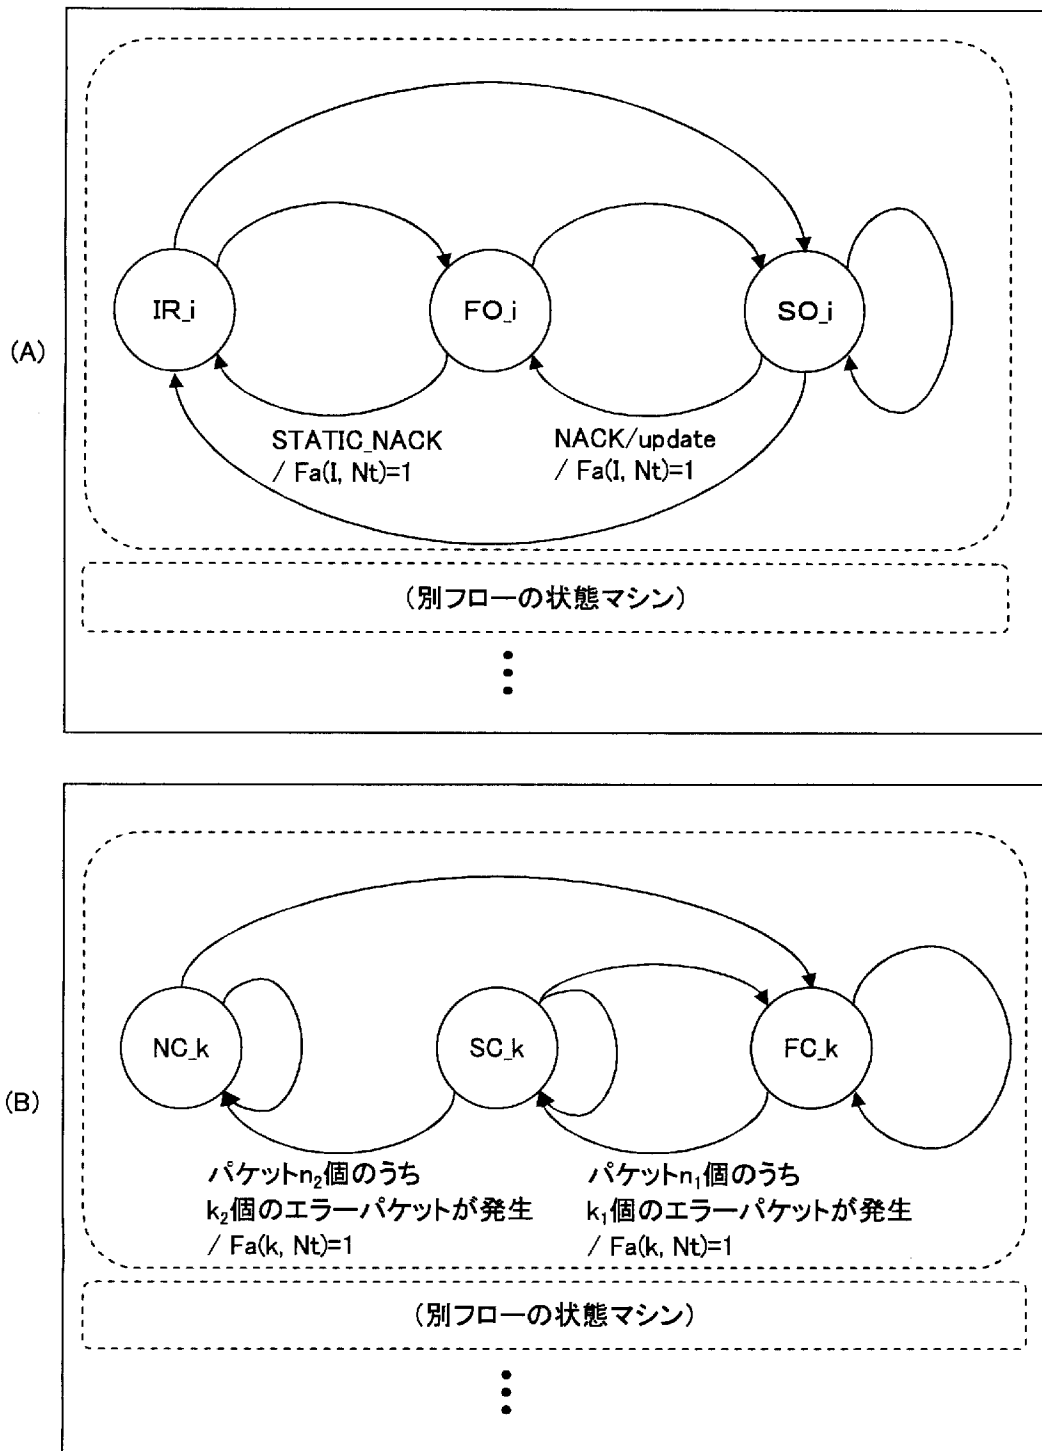 (A)
IR_i
FO_i
SO_i
STATIC_NACK
/ Fa(I, Nt)=1
NACK/update
/ Fa(I, Nt)=1
(別フローの状態マシン)
(B)
NC_k
SC_k
FC_k
パケットn₂個のうち
k₂個のエラーパケットが発生
/ Fa(k, Nt)=1
パケットn₁個のうち
k₁個のエラーパケットが発生
/ Fa(k, Nt)=1
(別フローの状態マシン)